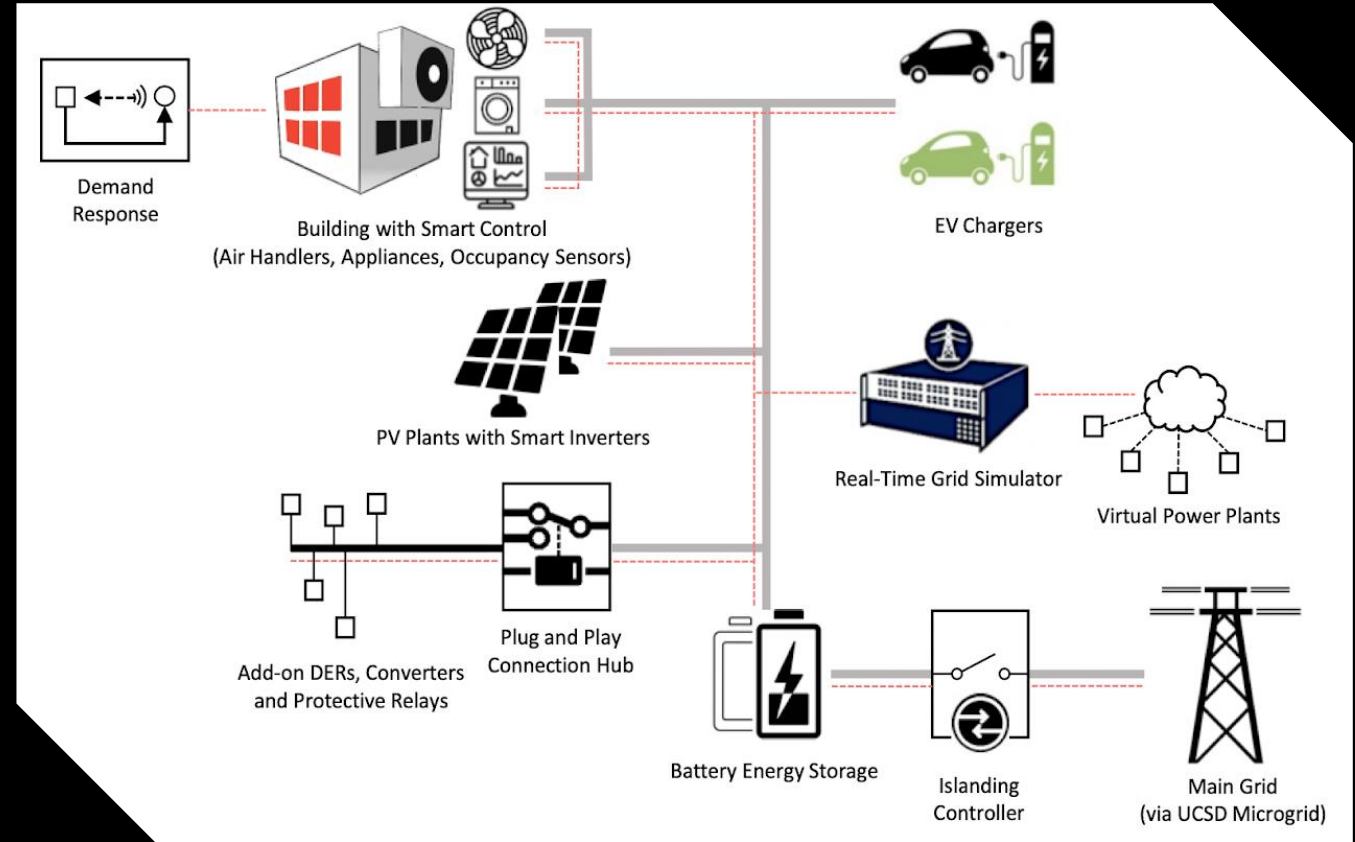 Demand
Response
Building with Smart Control
(Air Handlers, Appliances, Occupancy Sensors)
EV Chargers
PV Plants with Smart Inverters
Real-Time Grid Simulator
Virtual Power Plants
Plug and Play
Connection Hub
Add-on DERs, Converters
and Protective Relays
Battery Energy Storage
Islanding
Controller
Main Grid
(via UCSD Microgrid)